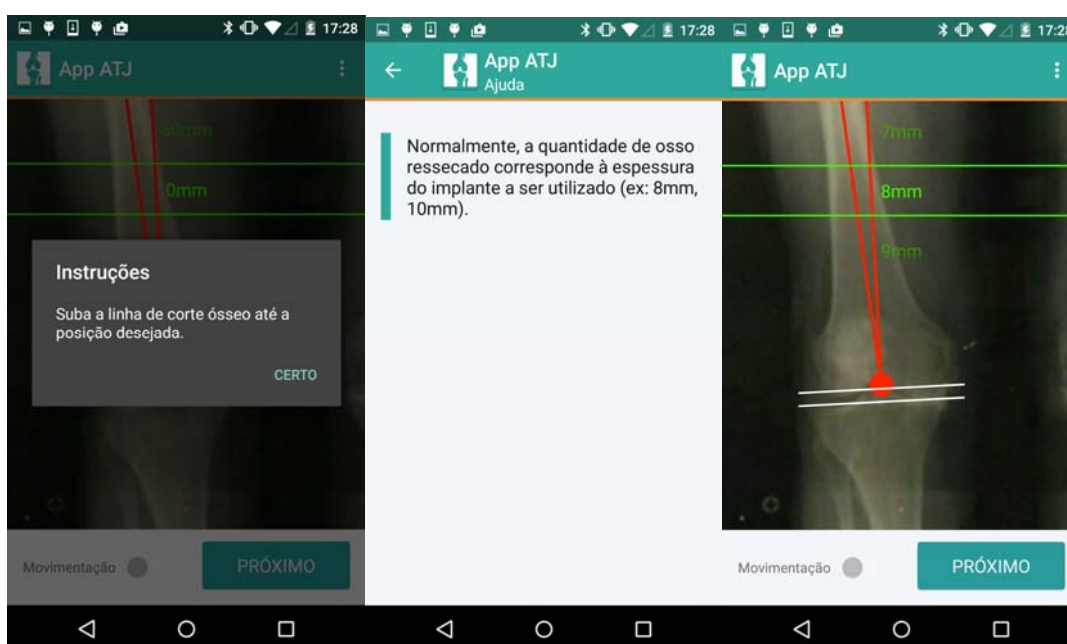 17:28
App ATJ
0mm
Instruções
Suba a linha de corte ósseo até a
posição desejada.
CERTO
Movimentação
PRÓXIMO
17:28
App ATJ
Ajuda
Normalmente, a quantidade de osso
ressecado corresponde à espessura
do implante a ser utilizado (ex: 8mm,
10mm).
17:28
App ATJ
7mm
8mm
9mm
Movimentação
PRÓXIMO